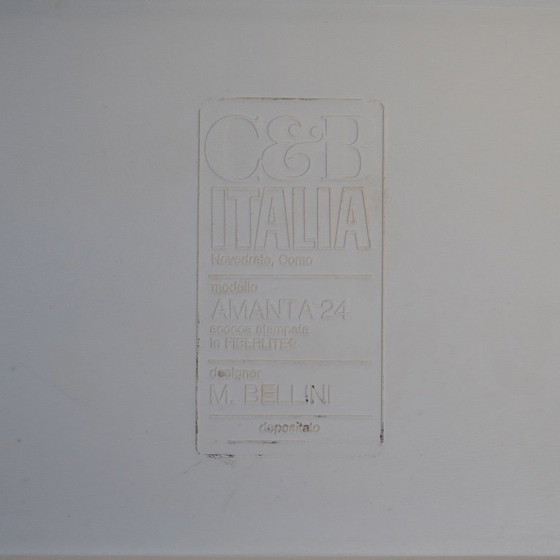 C&B
ITALIA
Novedrate, Como
modello
AMANTA 24
scocca stampata
in FIBERLITE®
designer
M. BELLINI
depositato